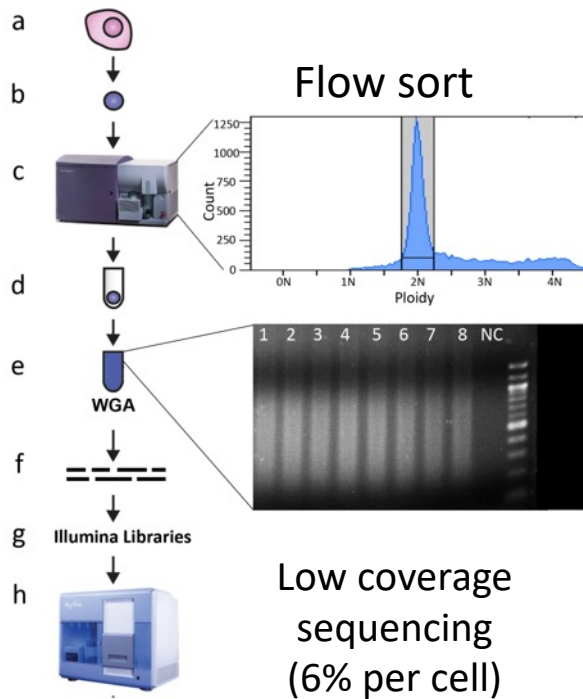 a
b
c
d
e
WGA
f
g Illumina Libraries
h
Flow sort
1250
1000
750
500
250
0
Count
0N 1N 2N 3N 4N
Ploidy
1 2 3 4 5 6 7 8 NC
Low coverage
sequencing
(6% per cell)